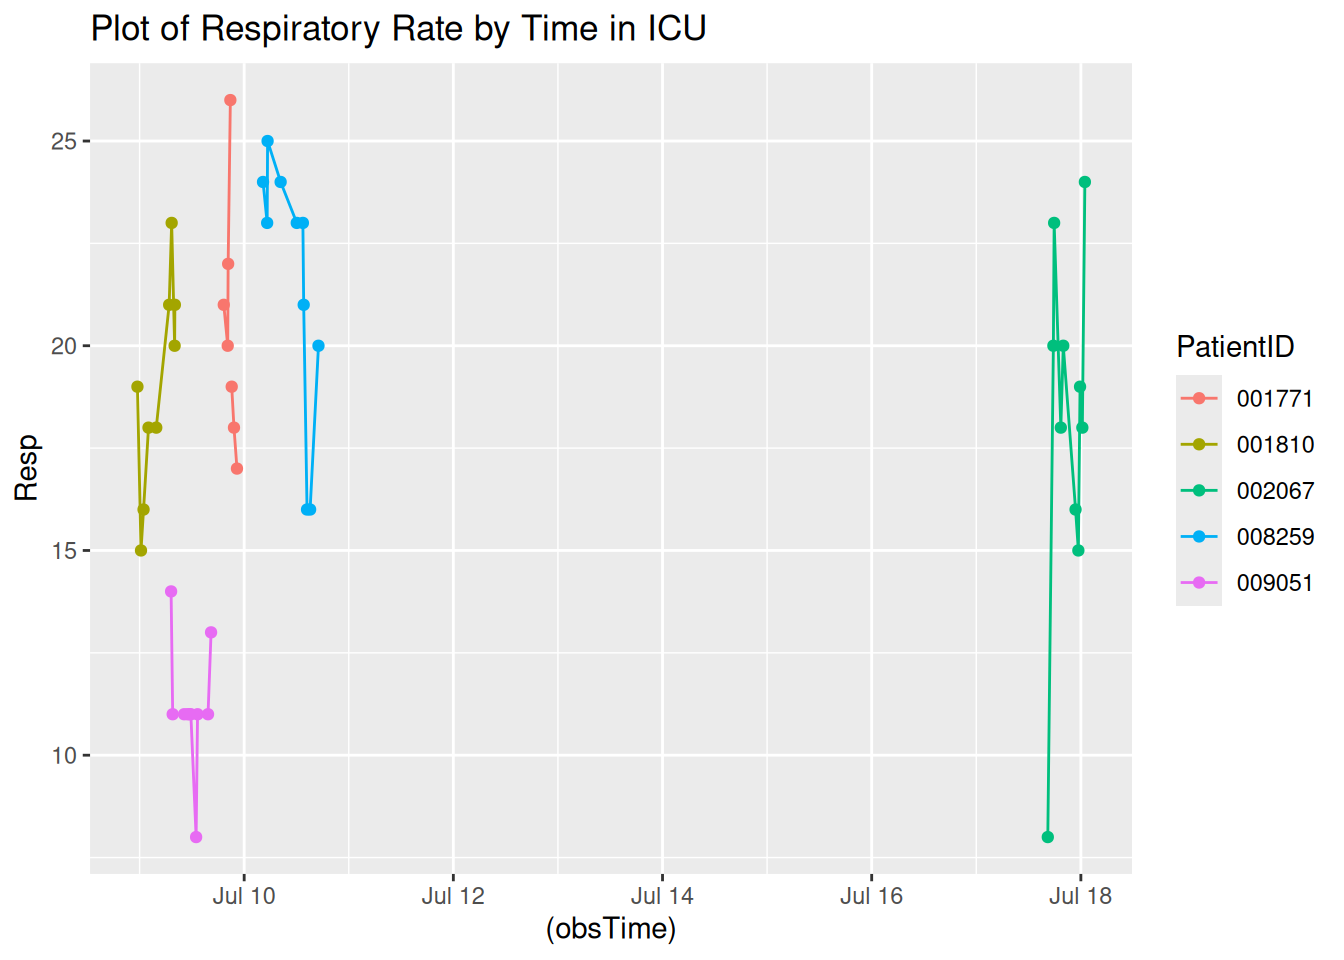 Plot of Respiratory Rate by Time in ICU
25
20
15
10
Resp
Jul 10
Jul 12
Jul 14
Jul 16
Jul 18
(obsTime)
PatientID
001771
001810
002067
008259
009051